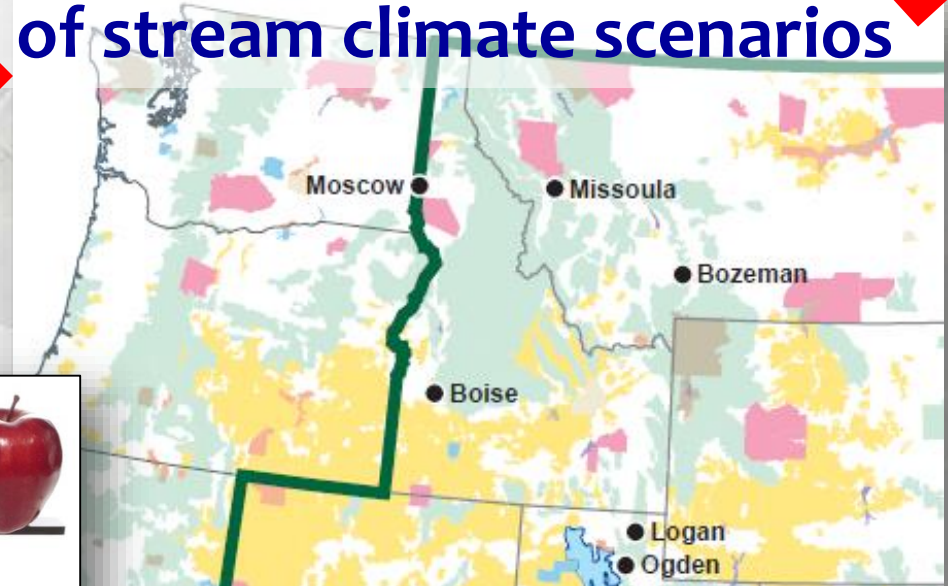 of stream climate scenarios
Moscow
Missoula
Bozeman
Boise
Logan
Ogden